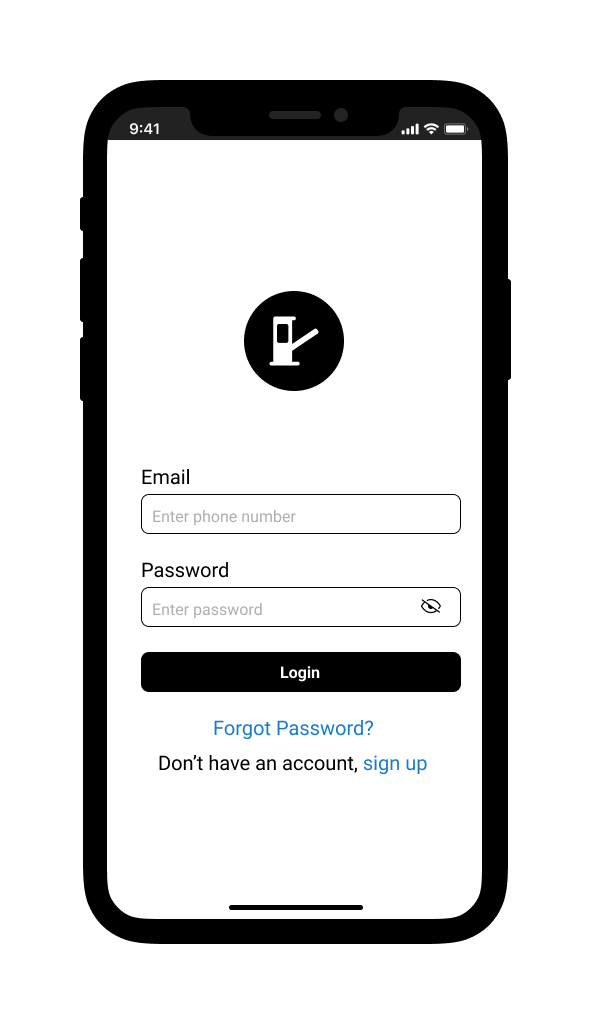 9:41
Email
Enter phone number
Password
Enter password
Login
Forgot Password?
Don’t have an account, sign up